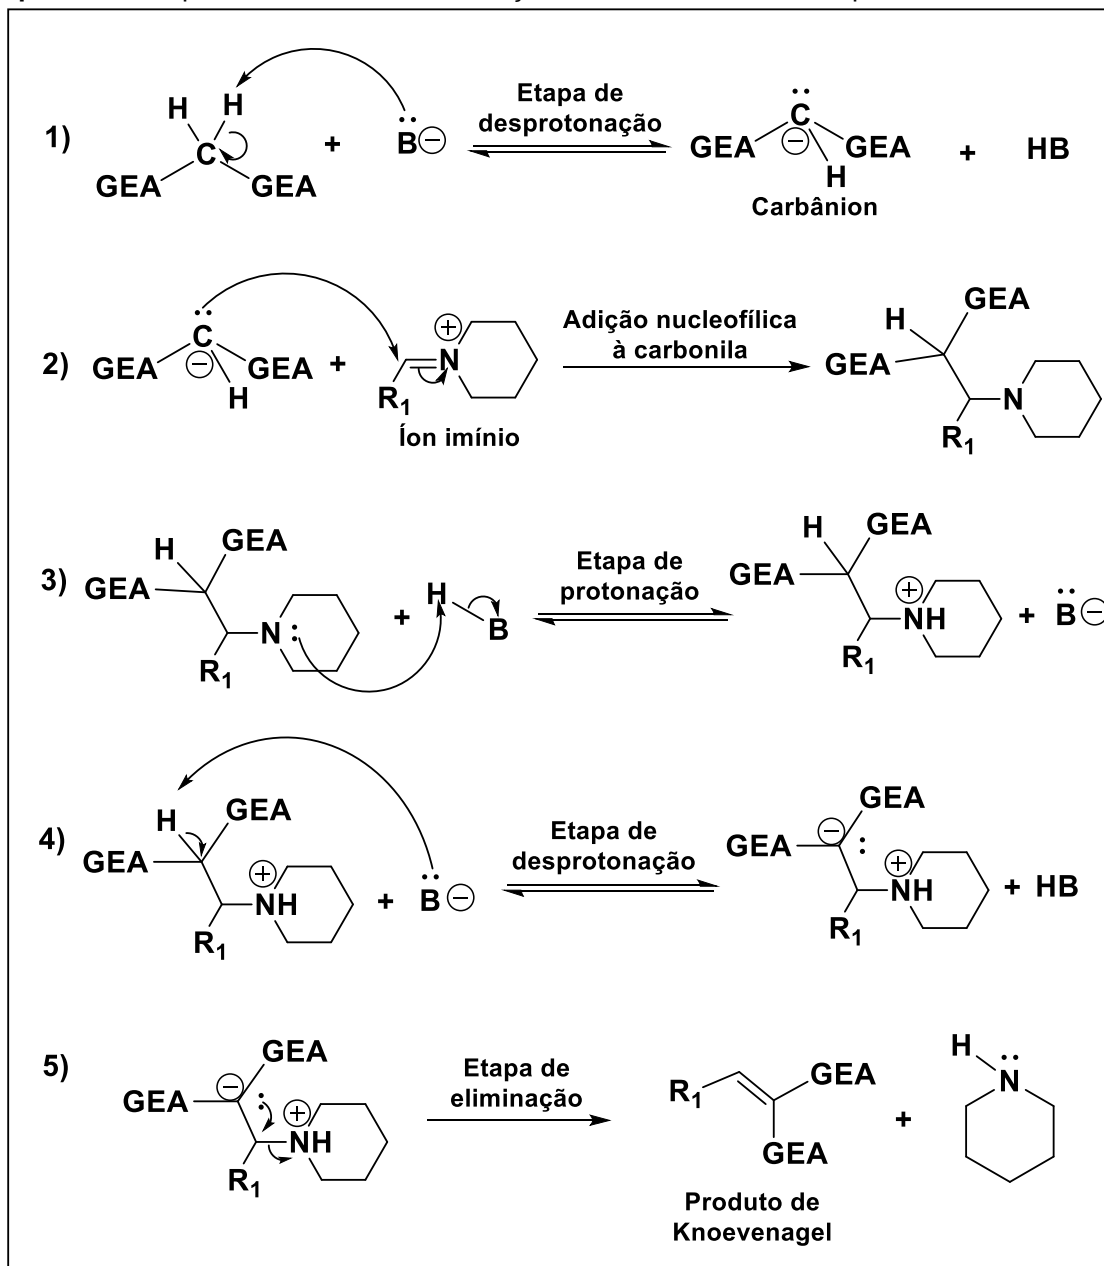 1)
H H
C
GEA GEA
+
B
Etapa de
desprotonação
C
GEA GEA
H
Carbânion
+
HB
2)
C
GEA GEA
H
+
N
R1
Íon imínio
Adição nucleofílica
à carbonila
GEA
H
GEA
N
R1
3)
H GEA
GEA
N
R1
+
H
B
Etapa de
protonação
H GEA
GEA
NH
R1
+
B
4)
H GEA
GEA
NH
R1
+
B
Etapa de
desprotonação
GEA
GEA
NH
R1
+
HB
5)
GEA
GEA
NH
R1
Etapa de
eliminação
R1
GEA
GEA
Produto de
Knoevenagel
+
H
N